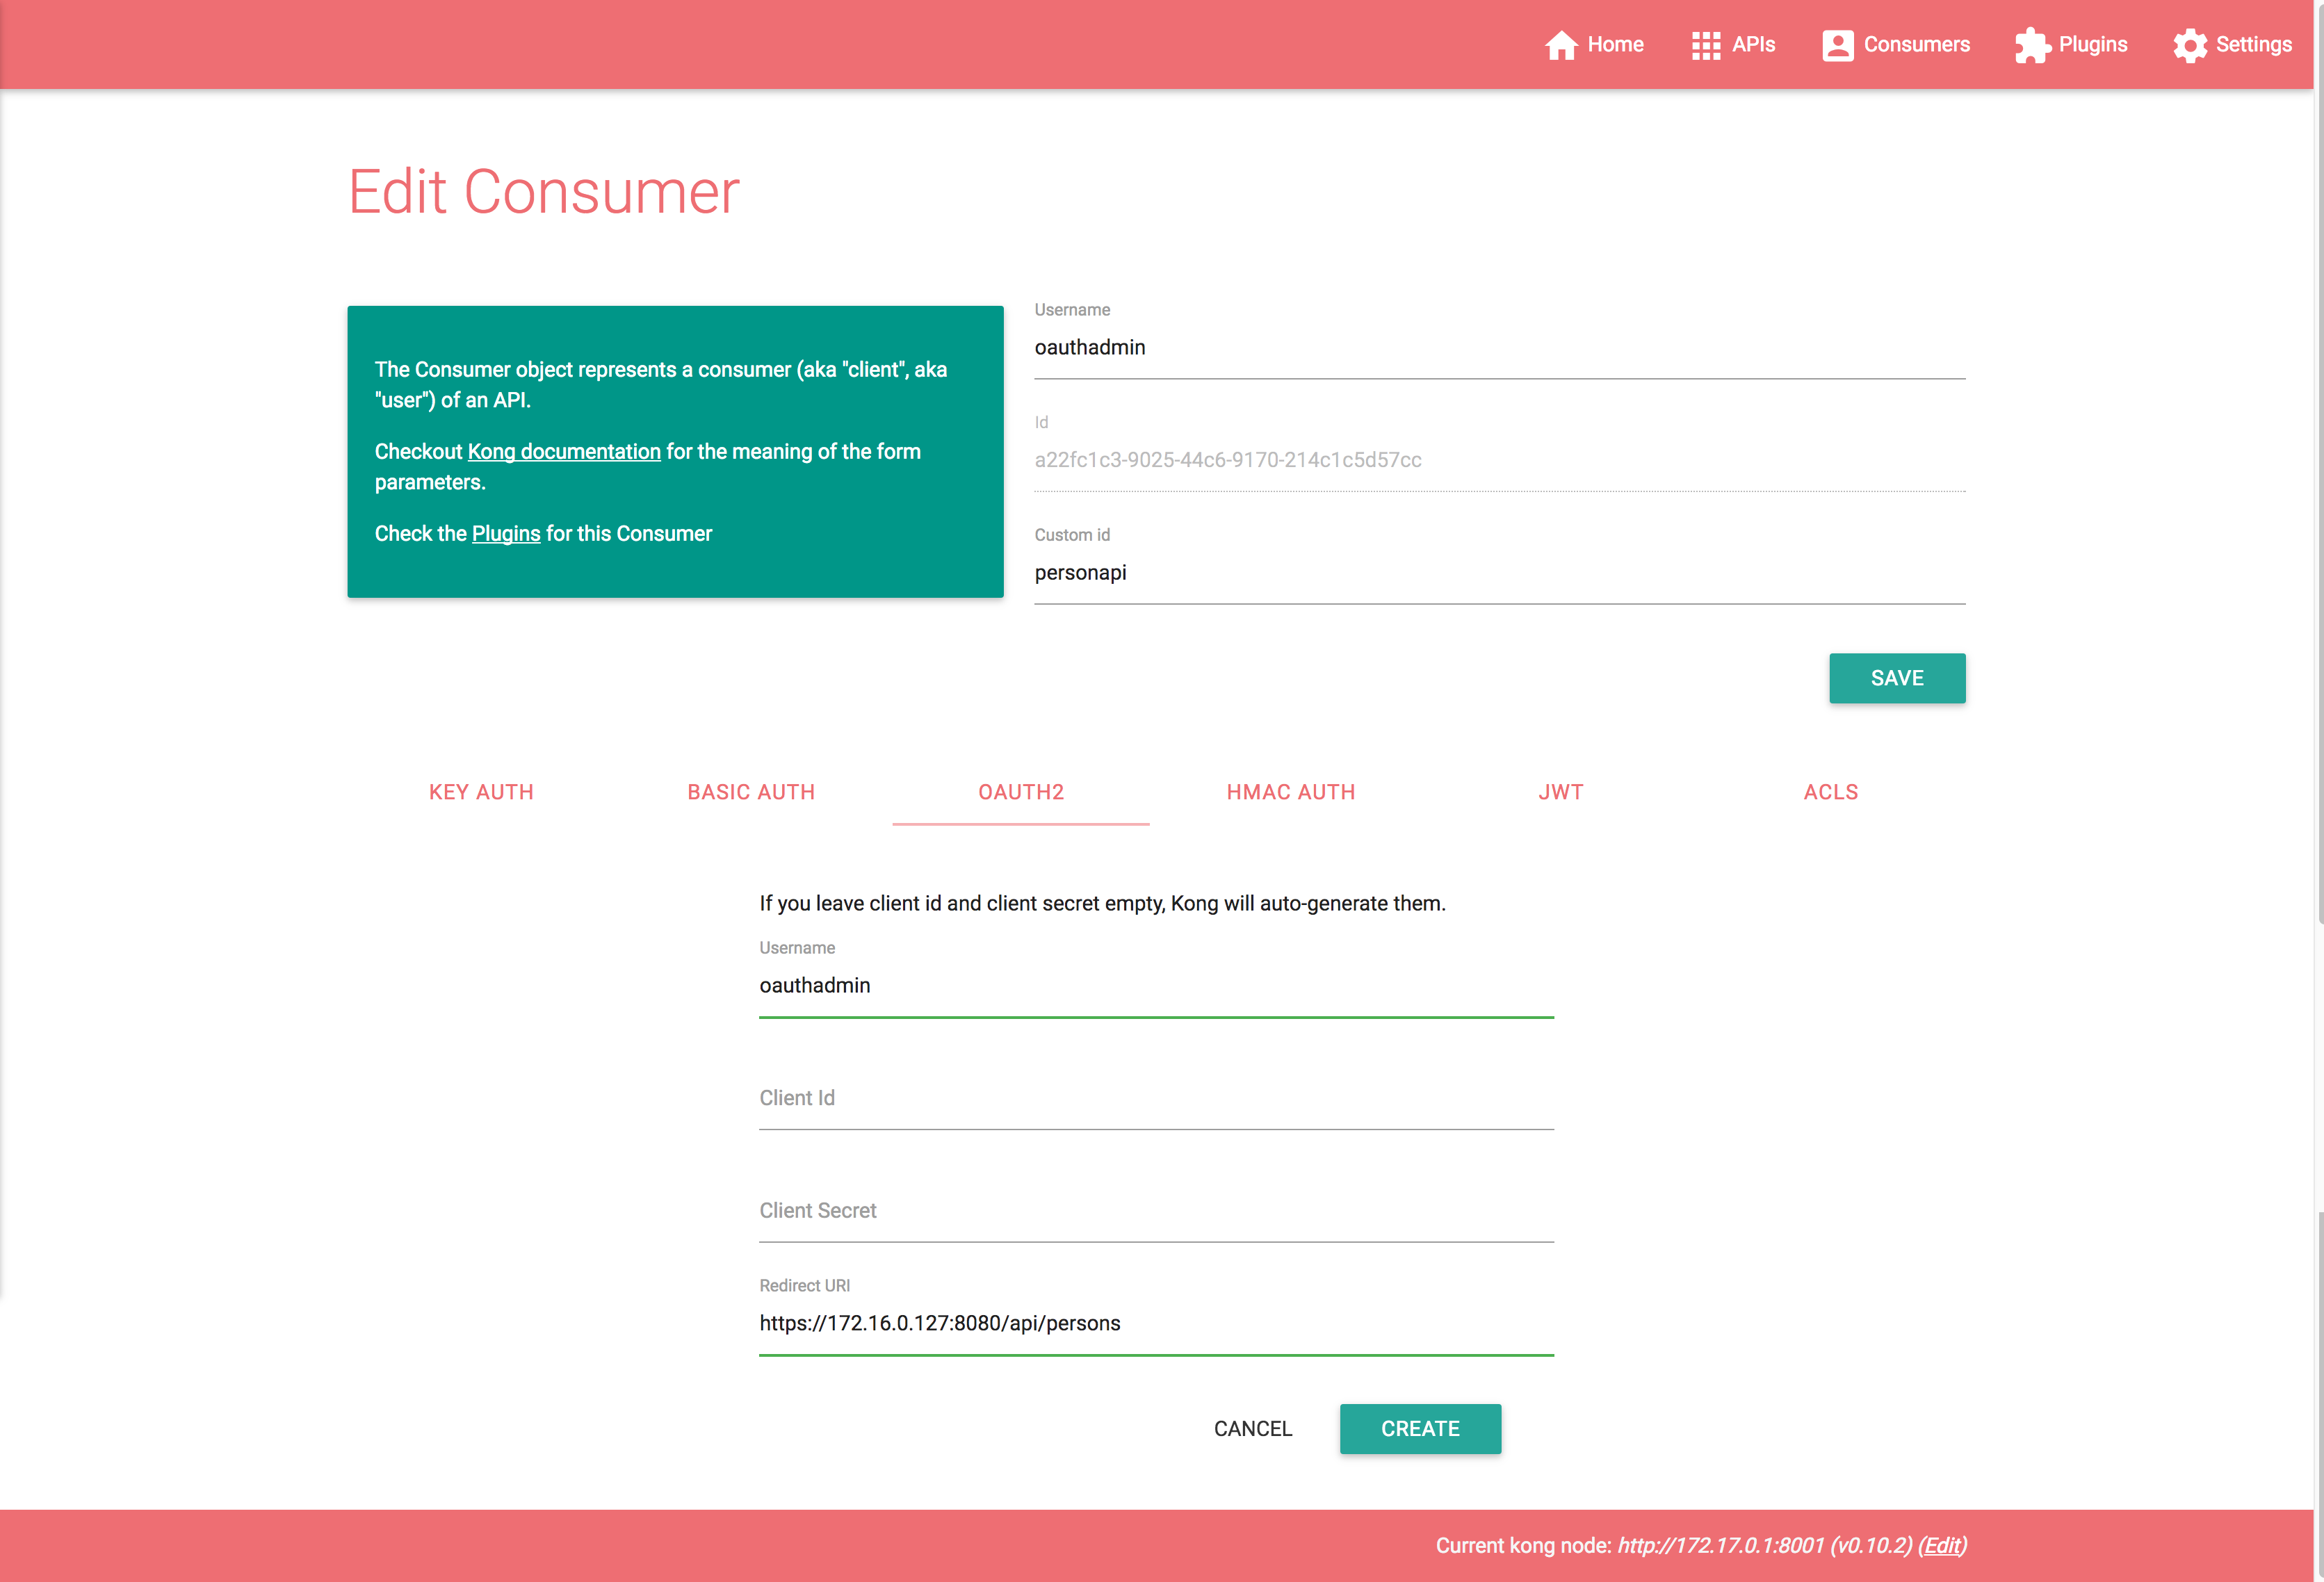 Home
APIs
Consumers
Plugins
Settings
Edit Consumer
The Consumer object represents a consumer (aka "client", aka
"user") of an API.
Checkout Kong documentation for the meaning of the form
parameters.
Check the Plugins for this Consumer
Username
oauthadmin
Id
a22fc1c3-9025-44c6-9170-214c1c5d57cc
Custom id
personapi
SAVE
KEY AUTH
BASIC AUTH
OAUTH2
HMAC AUTH
JWT
ACLS
If you leave client id and client secret empty, Kong will auto-generate them.
Username
oauthadmin
Client Id
Client Secret
Redirect URI
https://172.16.0.127:8080/api/persons
CANCEL
CREATE
Current kong node: http://172.17.0.1:8001 (v0.10.2) (Edit)